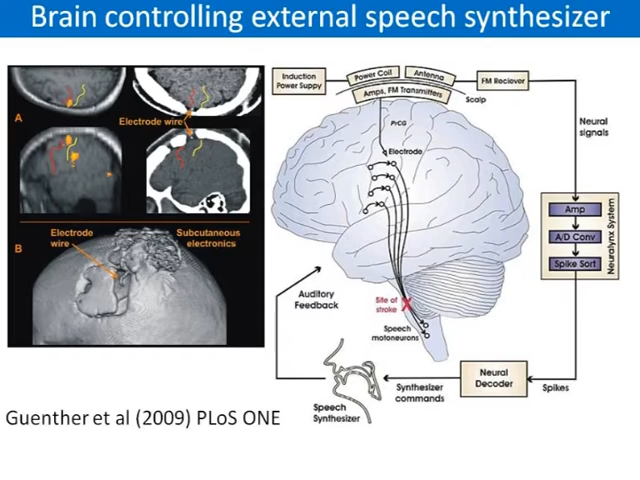 Brain controlling external speech synthesizer
A
Electrode wire
B
Electrode
wire
Subcutaneous
electronics
Induction
Power Suppy
Power Coil
Antenna
Amps, FM Transmitters
FM Reciever
Scalp
PrCG
Electrode
Neural
signals
Amp
A/D Conv
Spike Sort
Neuralynx System
Auditory
Feedback
Site of
stroke
X
Speech
motoneurons
Neural
Decoder
Spikes
Synthesizer
commands
Speech
Synthesizer
Guenther et al (2009) PLoS ONE